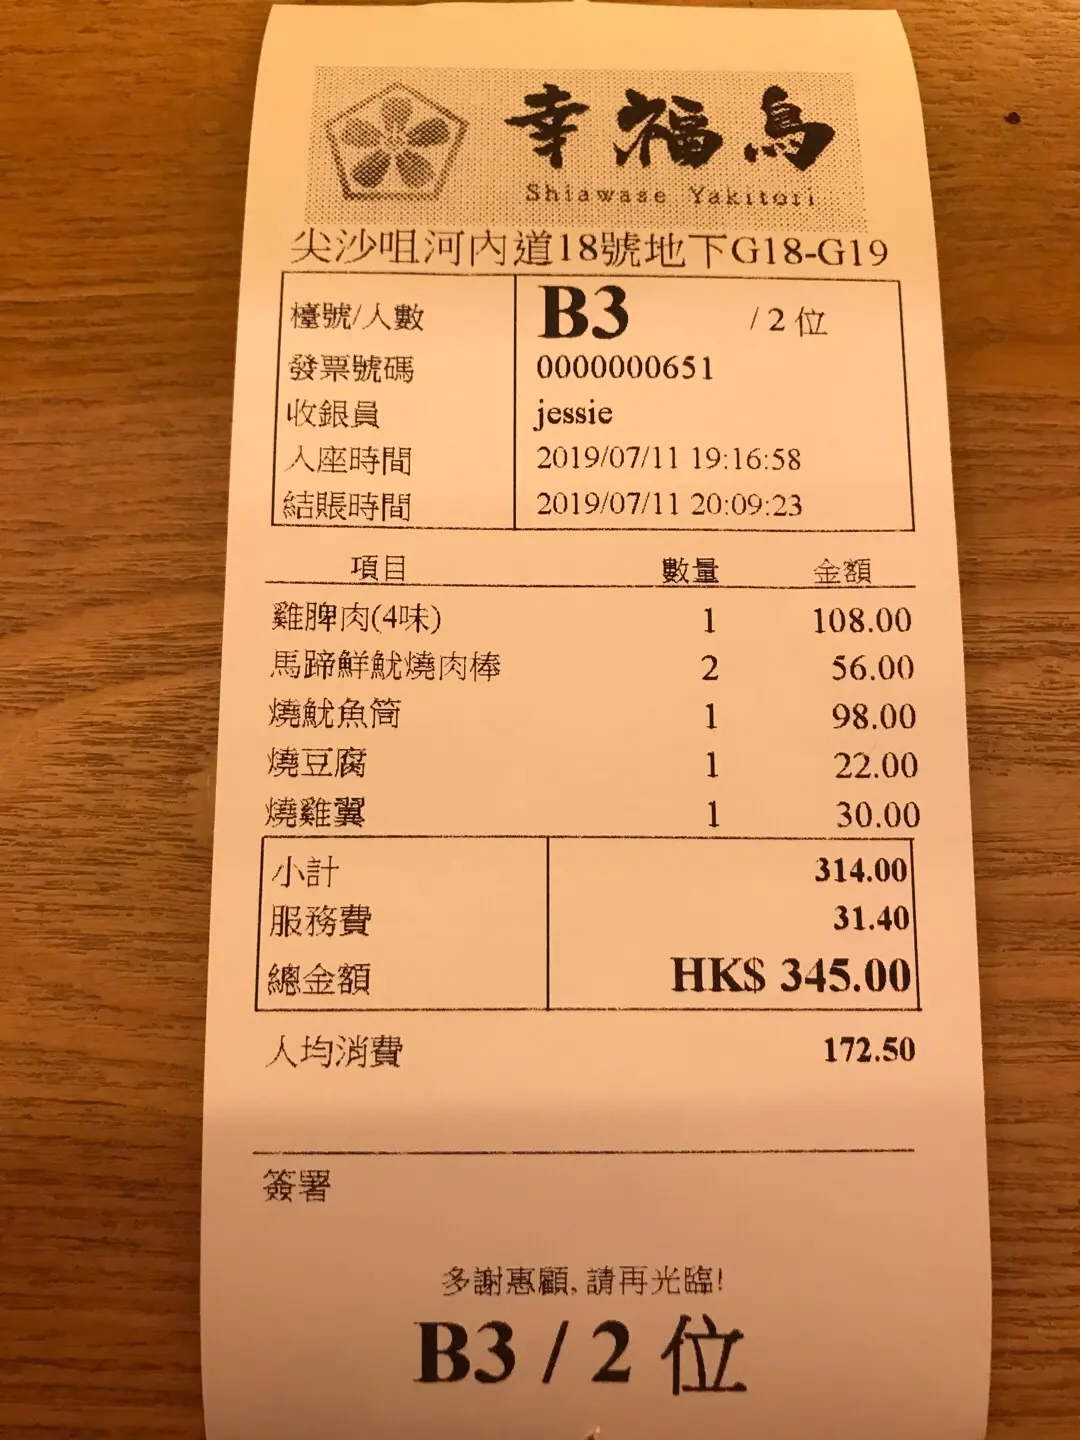 幸福鳥
Shiawase Yakitori
尖沙咀河內道18號地下G18-G19
檯號/人數 B3 / 2 位
發票號碼 0000000651
收銀員 jessie
入座時間 2019/07/11 19:16:58
結賬時間 2019/07/11 20:09:23
項目 數量 金額
雞脾肉(4味) 1 108.00
馬蹄鮮魷燒肉棒 2 56.00
燒魷魚筒 1 98.00
燒豆腐 1 22.00
燒雞翼 1 30.00
小計 314.00
服務費 31.40
總金額 HK$ 345.00
人均消費 172.50
簽署
多謝惠顧, 請再光臨!
B3 / 2 位